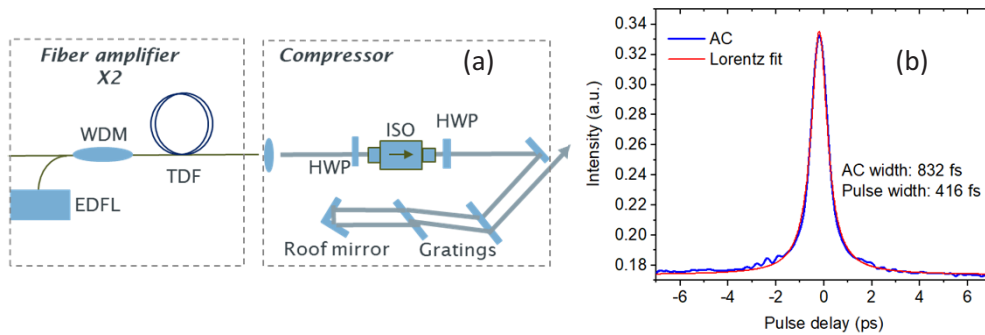 Fiber amplifier
X2
WDM
TDF
EDFL
Compressor
(a)
ISO
HWP
HWP
Roof mirror
Gratings
(b)
AC
Lorentz fit
AC width: 832 fs
Pulse width: 416 fs
Intensity (a.u.)
0.34
0.32
0.30
0.28
0.26
0.24
0.22
0.20
0.18
-6
-4
-2
0
2
4
6
Pulse delay (ps)